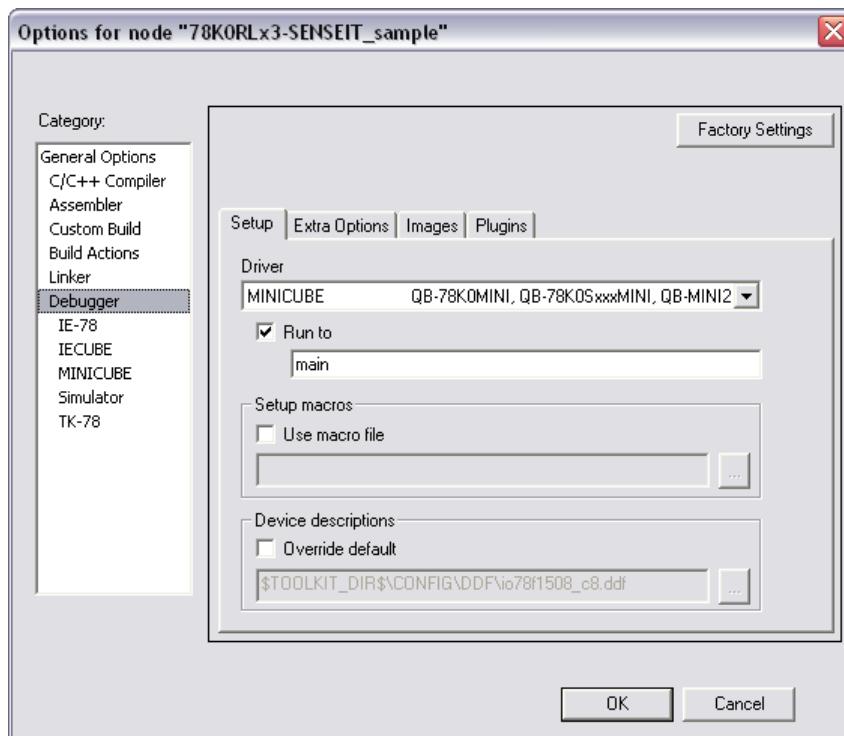 Options for node "78K0RLx3-SENSEIT_sample"
Category:
General Options
C/C++ Compiler
Assembler
Custom Build
Build Actions
Linker
Debugger
IE-78
IECUBE
MINICUBE
Simulator
TK-78
Factory Settings
Setup Extra Options Images Plugins
Driver
MINICUBE QB-78K0MINI, QB-78K0SxxxMINI, QB-MINI2
Run to
main
Setup macros
Use macro file
...
Device descriptions
Override default
$TOOLKIT_DIR$\CONFIG\DDF\io78f1508_c8.ddf
...
OK Cancel